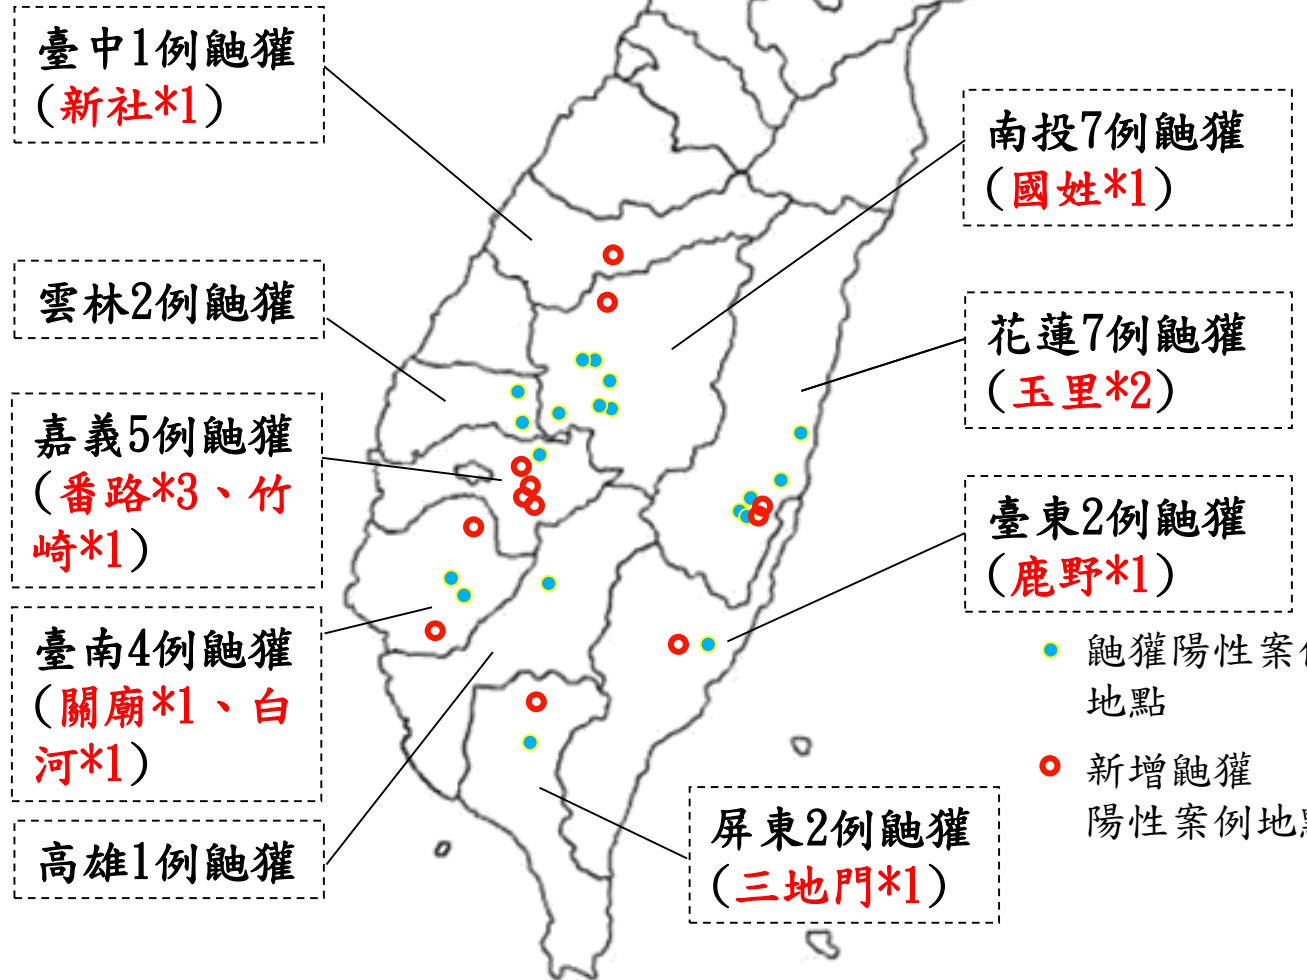 臺中1例鼬獾
(新社*1)
雲林2例鼬獾
嘉義5例鼬獾
(番路*3、竹
崎*1)
臺南4例鼬獾
(關廟*1、白
河*1)
高雄1例鼬獾
南投7例鼬獾
(國姓*1)
花蓮7例鼬獾
(玉里*2)
臺東2例鼬獾
(鹿野*1)
屏東2例鼬獾
(三地門*1)
鼬獾陽性案
地點
新增鼬獾
陽性案例地